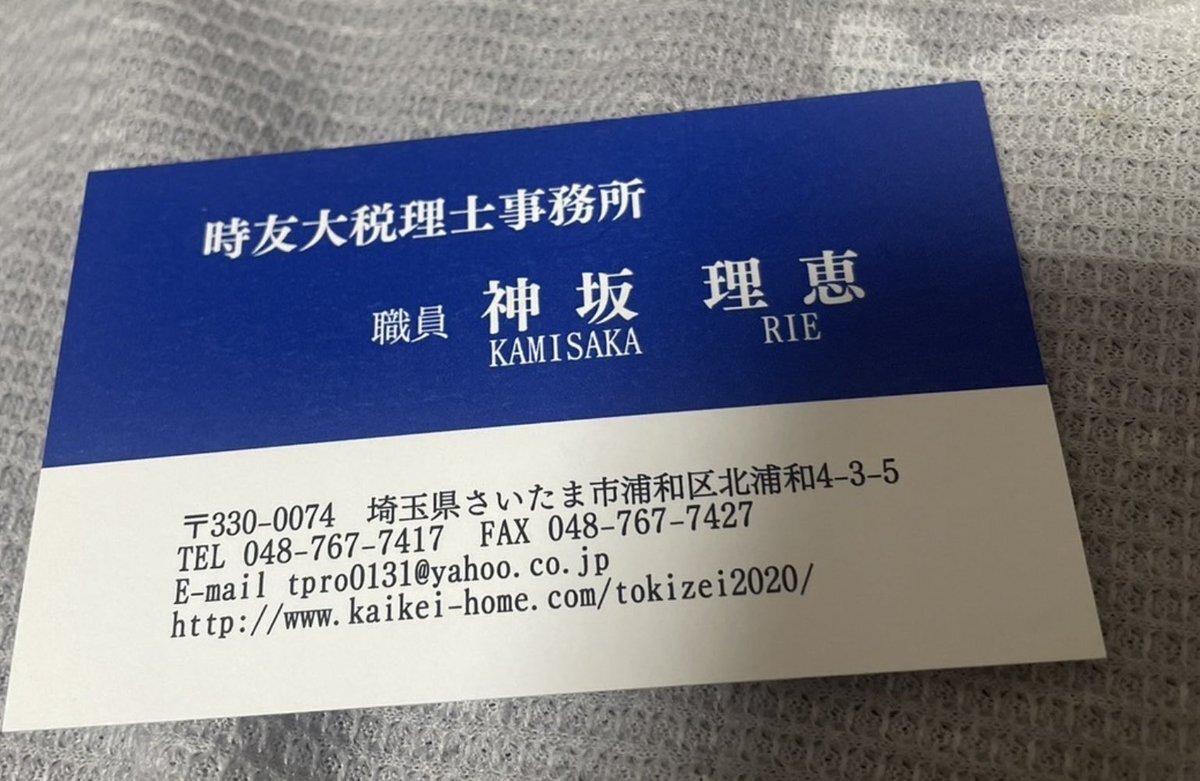 時友大税理士事務所
職員 神坂 理恵
KAMISAKA RIE
〒330-0074 埼玉県さいたま市浦和区北浦和4-3-5
TEL 048-767-7417 FAX 048-767-7427
E-mail tpro0131@yahoo.co.jp
http://www.kaikei-home.com/tokizei2020/